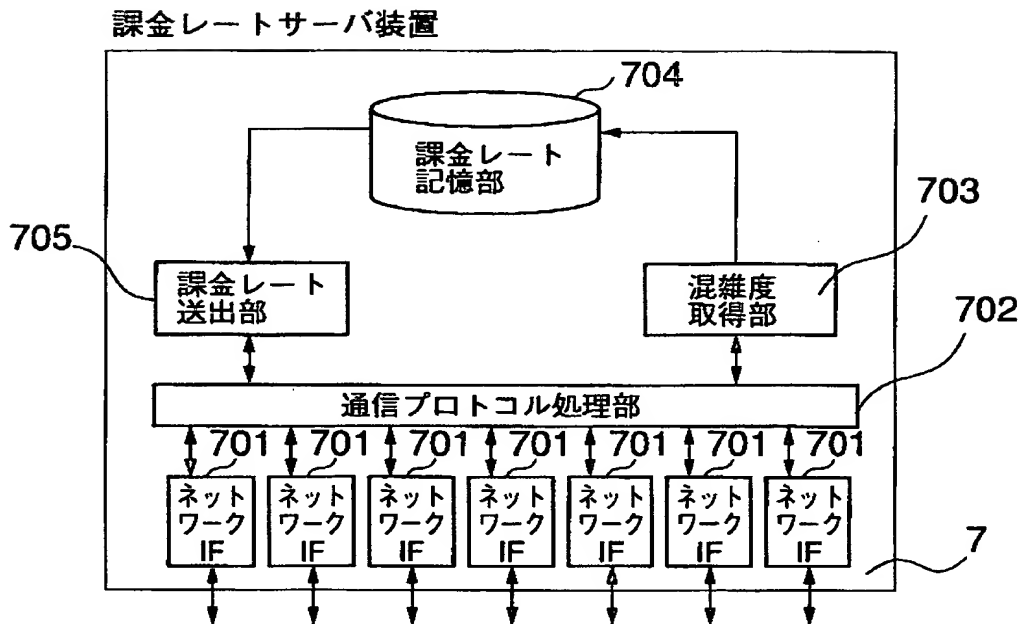 課金レートサーバ装置
704
課金レート
記憶部
703
705
課金レート
送出部
混雑度
取得部
702
通信プロトコル処理部
701 701 701 701 701 701 701
ネット ネット ネット ネット ネット ネット ネット
ワーク ワーク ワーク ワーク ワーク ワーク ワーク
IF IF IF IF IF IF IF
7